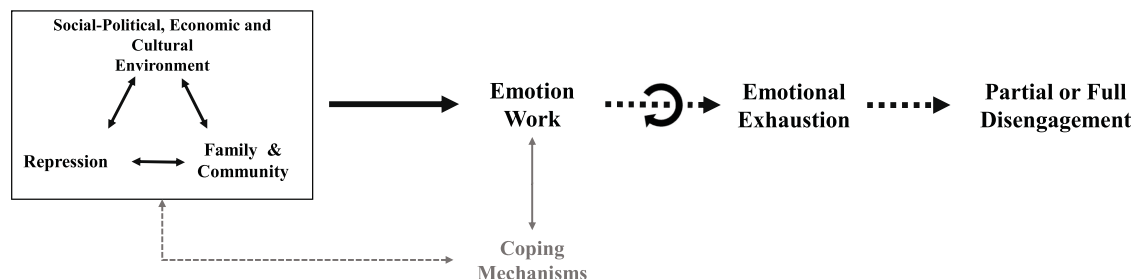 Social-Political, Economic and
Cultural
Environment
Repression
Family &
Community
Emotion
Work
Emotional
Exhaustion
Partial or Full
Disengagement
Coping
Mechanisms